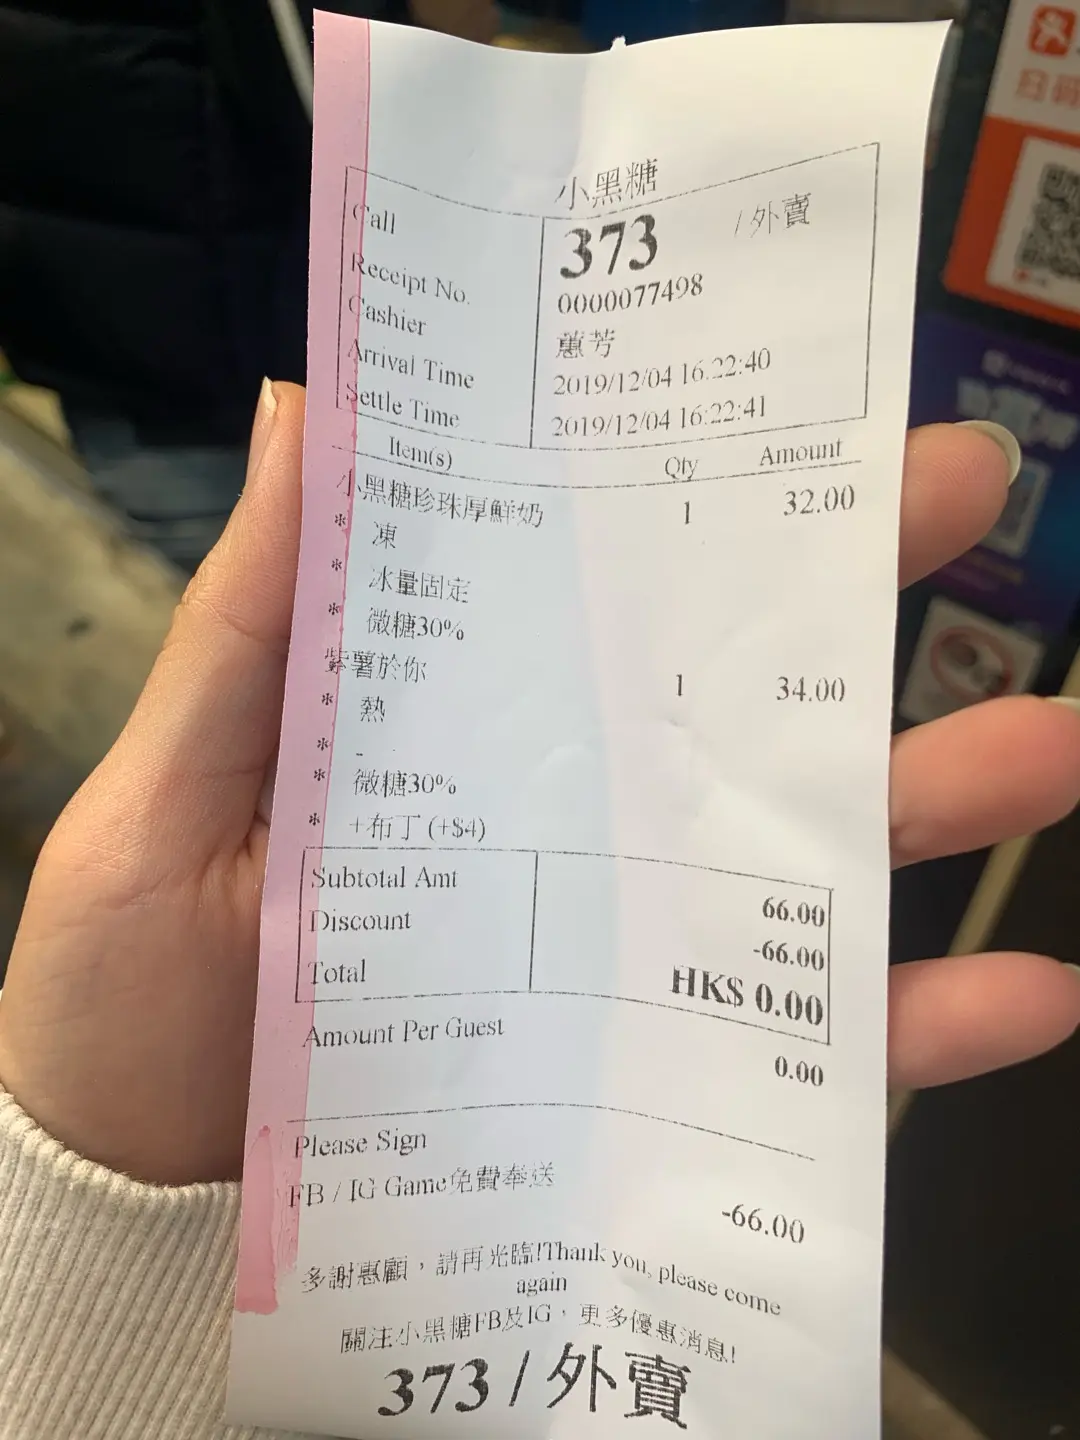 小黑糖
Call 373 /外賣
Receipt No. 0000077498
Cashier 蕙芳
Arrival Time 2019/12/04 16:22:40
Settle Time 2019/12/04 16:22:41
Item(s) Qty Amount
小黑糖珍珠厚鮮奶 1 32.00
* 凍
* 冰量固定
* 微糖30%
紫薯於你 1 34.00
* 熱
* -
* 微糖30%
* +布丁 (+$4)
Subtotal Amt 66.00
Discount -66.00
Total HK$ 0.00
Amount Per Guest 0.00
Please Sign
FB / IG Game免費奉送 -66.00
多謝惠顧，請再光臨!Thank you, please come
again
關注小黑糖FB及IG，更多優惠消息!
373 / 外賣